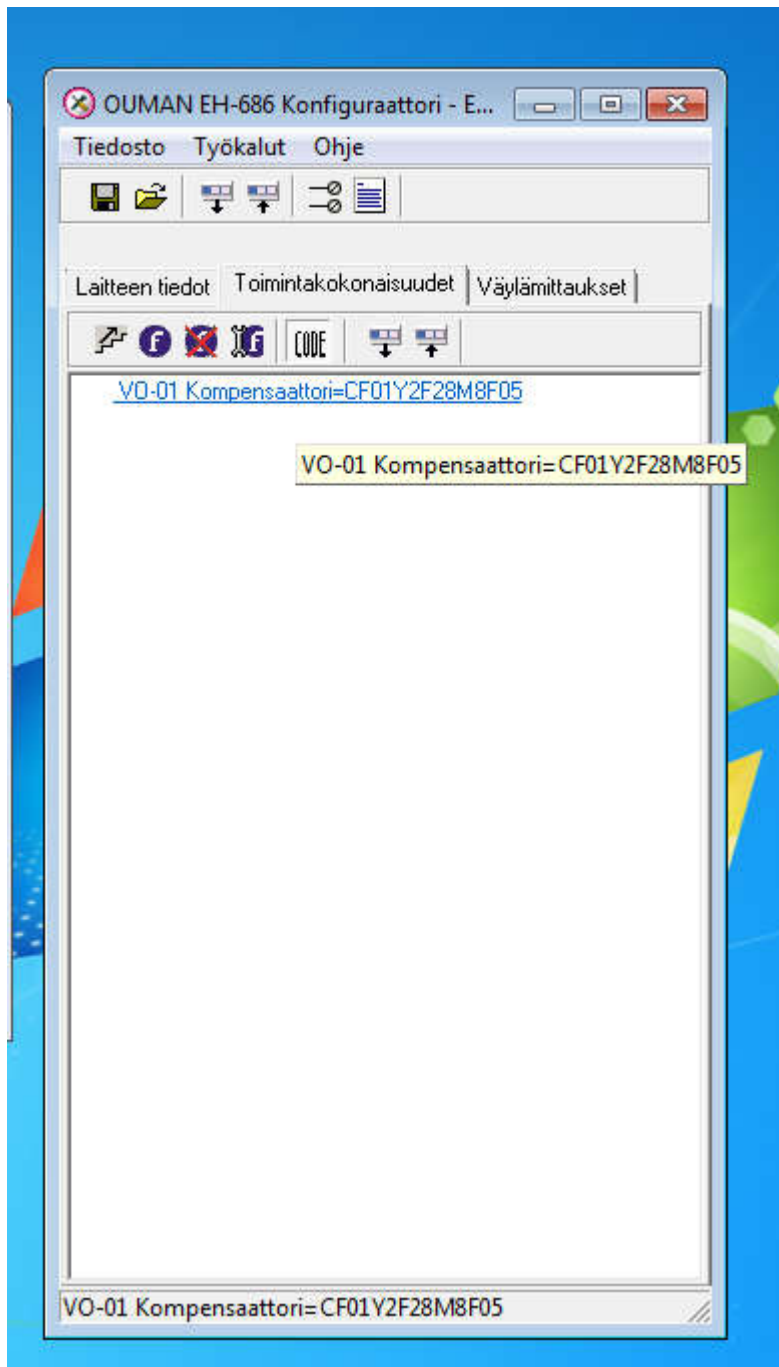 OUMAN EH-686 Konfiguraattori - E...
Tiedosto Työkalut Ohje
Laitteen tiedot Toimintakokonaisuudet Väylämittaukset
CODE
VO-01 Kompensaattori=CF01Y2F28M8F05
VO-01 Kompensaattori=CF01Y2F28M8F05
VO-01 Kompensaattori=CF01Y2F28M8F05